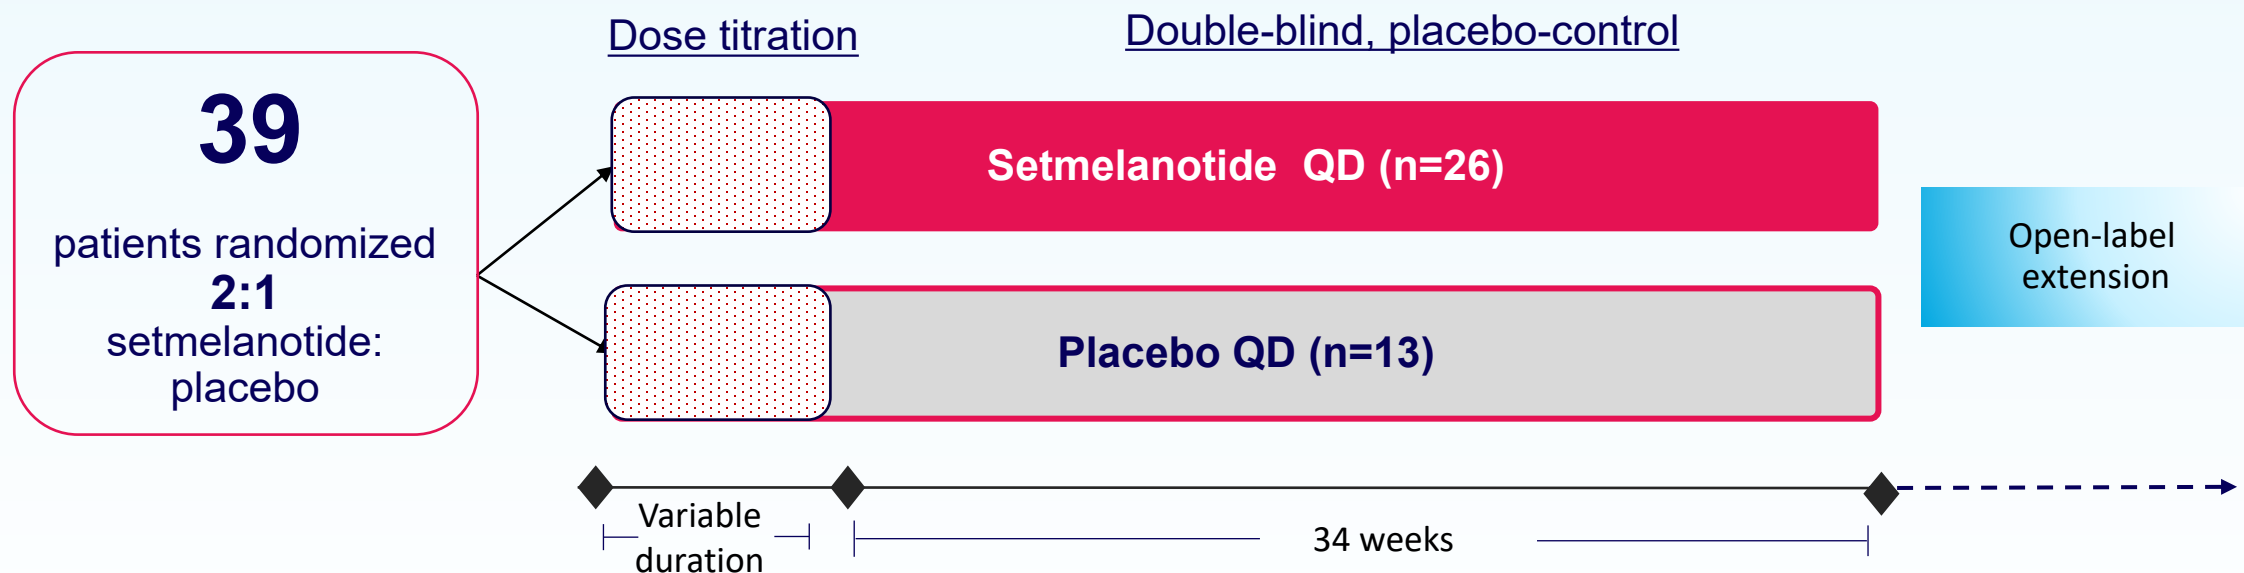 39
patients randomized
2:1
setmelanotide:
placebo
Dose titration
Double-blind, placebo-control
Setmelanotide QD (n=26)
Placebo QD (n=13)
Open-label
extension
Variable
duration
34 weeks